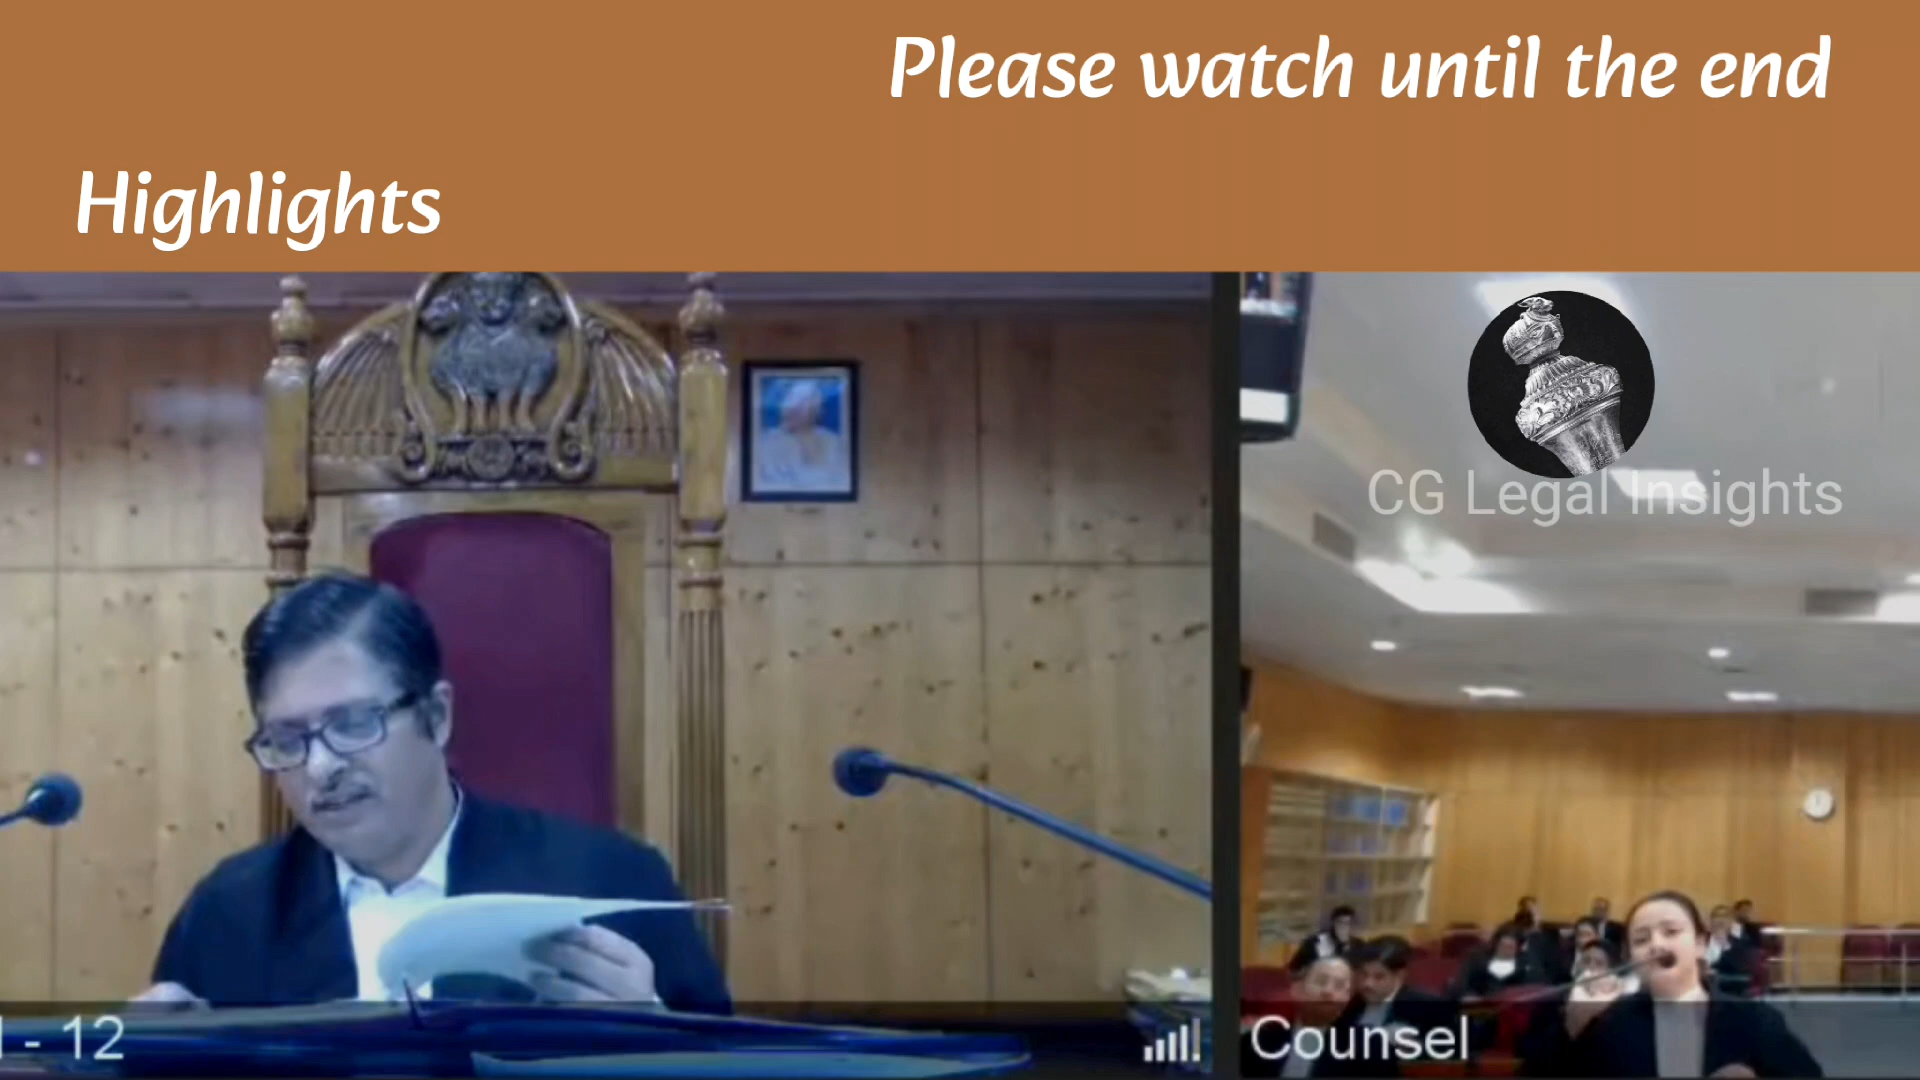 Please watch until the end
Highlights
CG Legal Insights
- 12
Counsel